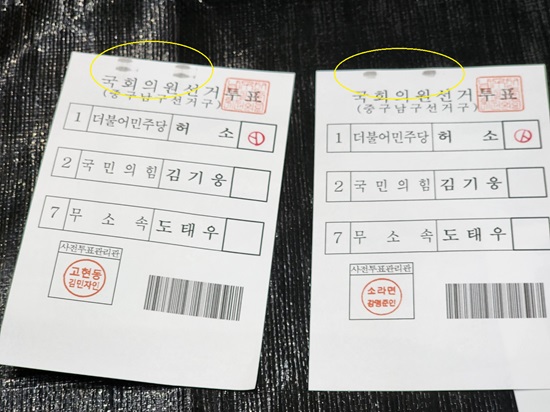 국회의원선거투표
(중구남구선거구)
1 더불어민주당 허 소
2 국 민 의 힘 김 기 웅
7 무 소 속 도 태 우
사전투표관리관
고현동
김민자인
국회의원선거투표
(중구남구선거구)
1 더불어민주당 허 소
2 국 민 의 힘 김 기 웅
7 무 소 속 도 태 우
사전투표관리관
소라면